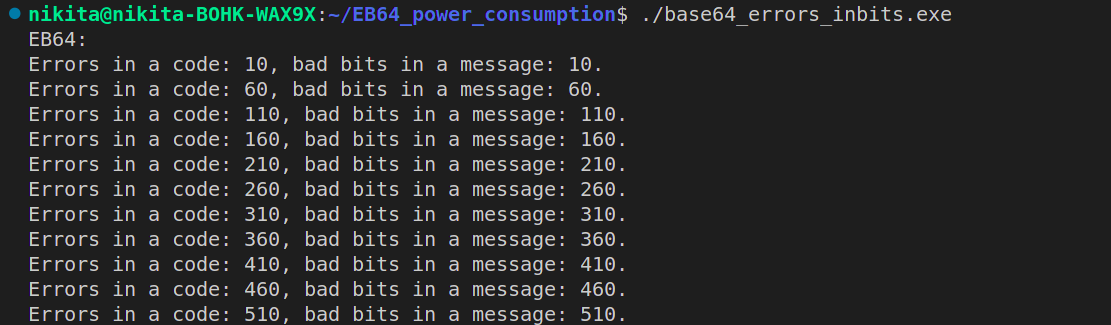 nikita@nikita-BOHK-WAX9X:~/EB64_power_consumption$ ./base64_errors_inbits.exe
EB64:
Errors in a code: 10, bad bits in a message: 10.
Errors in a code: 60, bad bits in a message: 60.
Errors in a code: 110, bad bits in a message: 110.
Errors in a code: 160, bad bits in a message: 160.
Errors in a code: 210, bad bits in a message: 210.
Errors in a code: 260, bad bits in a message: 260.
Errors in a code: 310, bad bits in a message: 310.
Errors in a code: 360, bad bits in a message: 360.
Errors in a code: 410, bad bits in a message: 410.
Errors in a code: 460, bad bits in a message: 460.
Errors in a code: 510, bad bits in a message: 510.